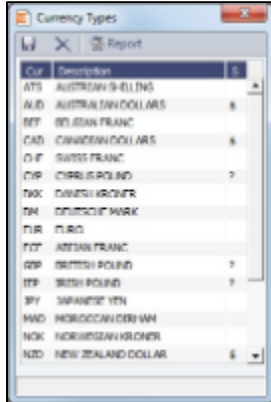 Currency Types
Report
Cur Description S
ATS AUSTRIAN SHILLING
AUD AUSTRALIAN DOLLARS $
BEF BELGIAN FRANC
CAD CANADIAN DOLLARS $
CHF SWISS FRANC
CYP CYPRUS POUND ?
DKK DANISH KRONER
DM DEUTSCHE MARK
EUR EURO
FRANC
GBP BRITISH POUND ?
IEP IRISH POUND ?
JPY JAPANESE YEN
MAD MOROCCAN DIRHAM
NOK NORWEGIAN KRONER
NZD NEW ZEALAND DOLLAR $